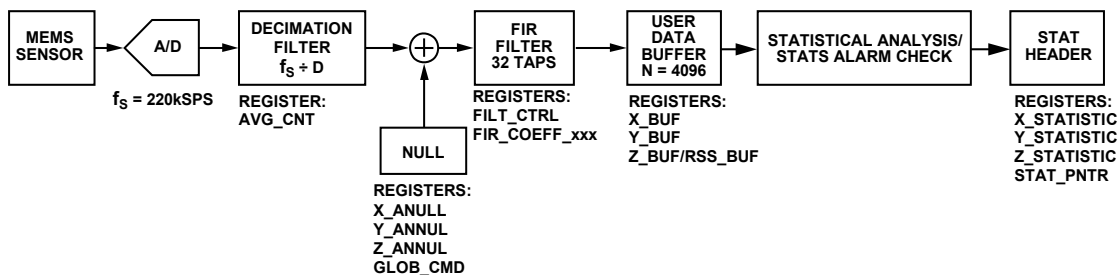 MEMS
SENSOR
A/D
fS = 220kSPS
DECIMATION
FILTER
fS ÷ D
REGISTER:
AVG_CNT
NULL
REGISTERS:
X_ANULL
Y_ANNUL
Z_ANNUL
GLOB_CMD
FIR
FILTER
32 TAPS
REGISTERS:
FILT_CTRL
FIR_COEFF_xxx
USER
DATA
BUFFER
N = 4096
REGISTERS:
X_BUF
Y_BUF
Z_BUF/RSS_BUF
STATISTICAL ANALYSIS/
STATS ALARM CHECK
STAT
HEADER
REGISTERS:
X_STATISTIC
Y_STATISTIC
Z_STATISTIC
STAT_PNTR